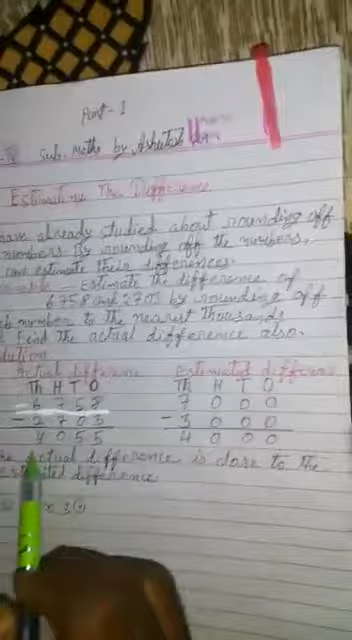 Part - 1
Sub. maths by Ashutosh
Estimating the Difference
have already studied about rounding off
numbers. By rounding off the numbers,
can estimate their differences.
Estimate the difference of
6758 and 2703 by rounding off
number to the nearest thousands
Find the actual difference also.
Actual difference Estimated differen
Th H T O Th H T O
6 7 5 8 7 0 0 0
- 2 7 0 3 - 3 0 0 0
4 0 5 5 4 0 0 0
actual difference is close to the
estimated difference